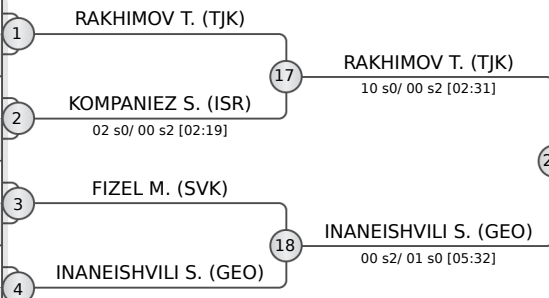 RAKHIMOV T. (TJK)
1
17
RAKHIMOV T. (TJK)
10 s0/ 00 s2 [02:31]
KOMPANIEZ S. (ISR)
2
02 s0/ 00 s2 [02:19]
FIZEL M. (SVK)
3
18
INANEISHVILI S. (GEO)
00 s2/ 01 s0 [05:32]
INANEISHVILI S. (GEO)
4